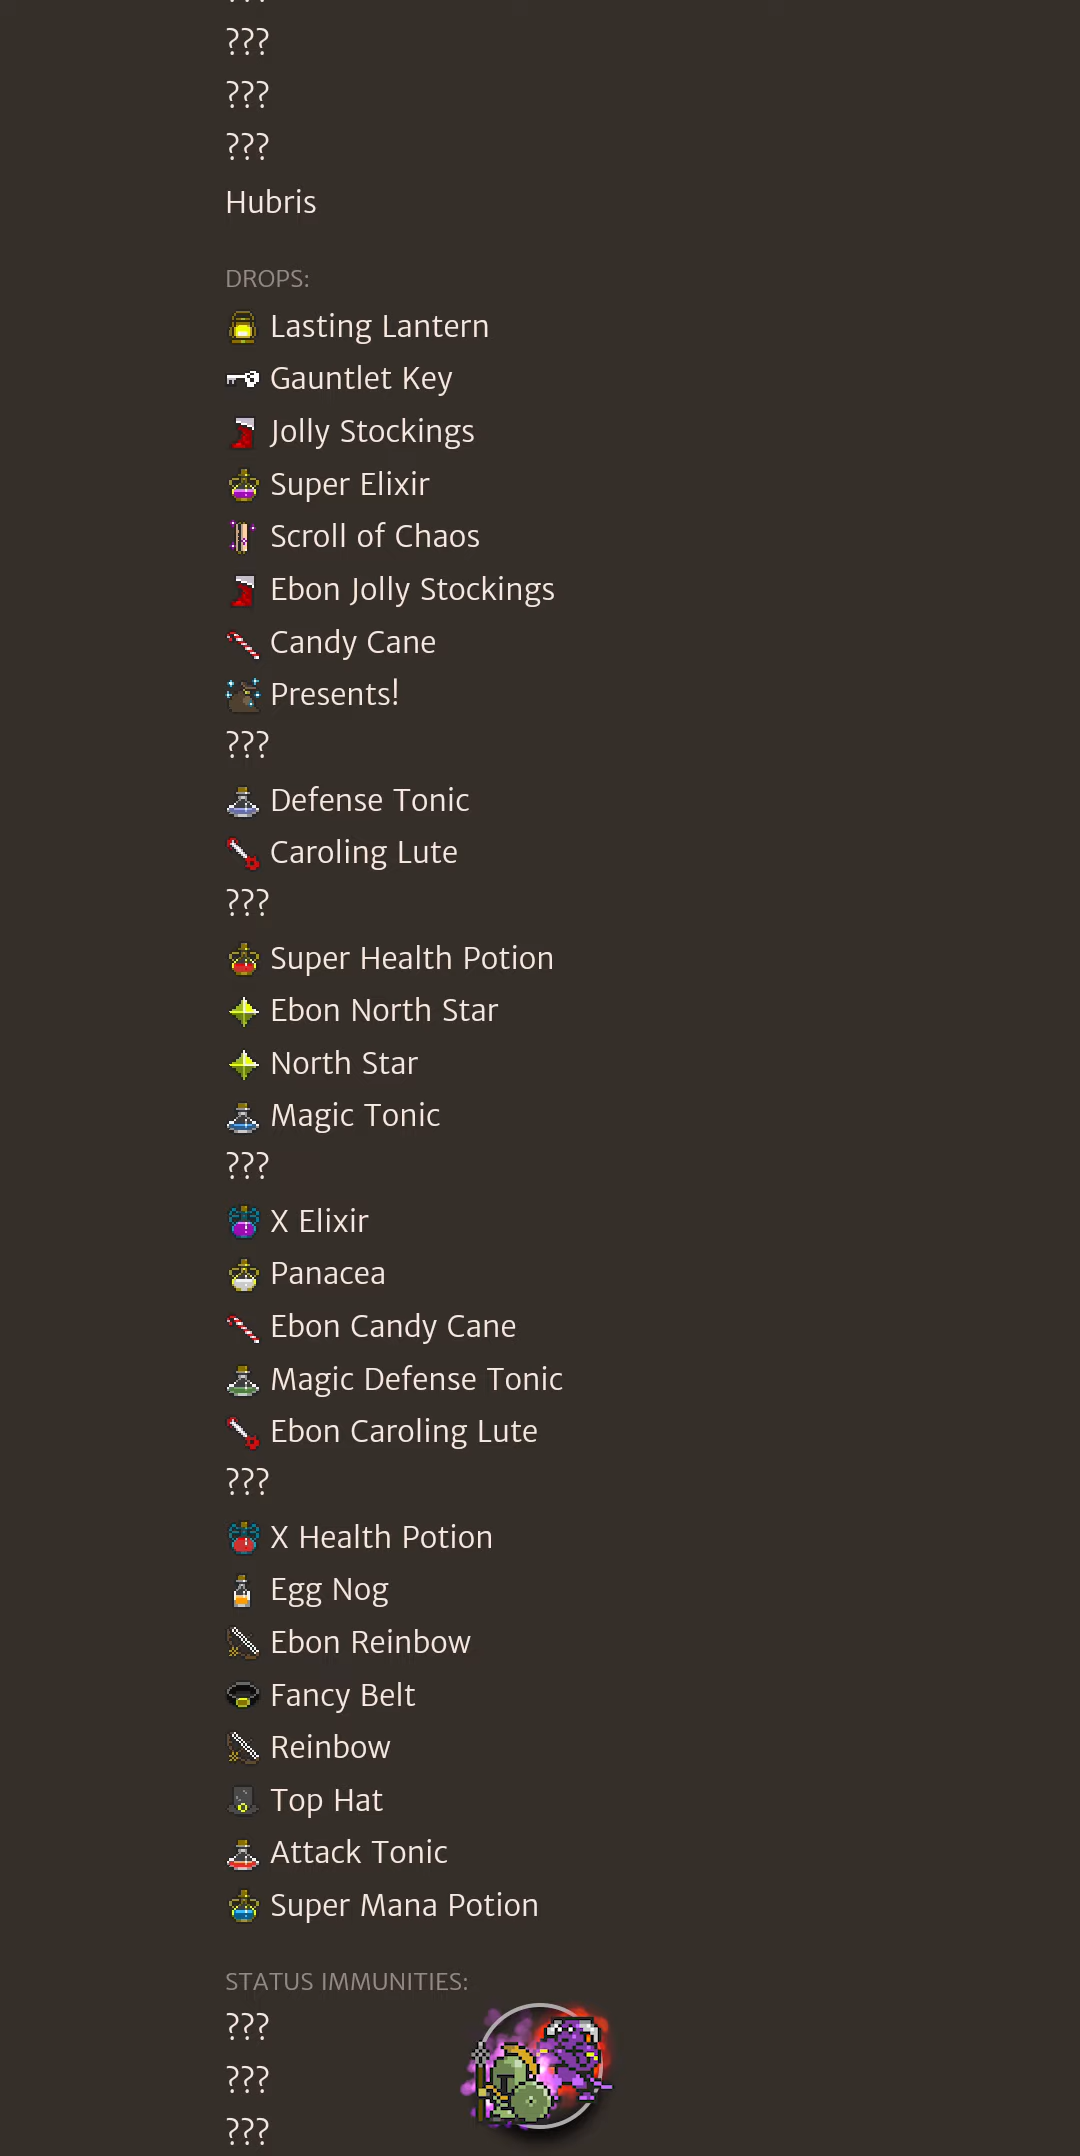 ???
???
???
Hubris
DROPS:
Lasting Lantern
Gauntlet Key
Jolly Stockings
Super Elixir
Scroll of Chaos
Ebon Jolly Stockings
Candy Cane
Presents!
???
Defense Tonic
Caroling Lute
???
Super Health Potion
Ebon North Star
North Star
Magic Tonic
???
X Elixir
Panacea
Ebon Candy Cane
Magic Defense Tonic
Ebon Caroling Lute
???
X Health Potion
Egg Nog
Ebon Reinbow
Fancy Belt
Reinbow
Top Hat
Attack Tonic
Super Mana Potion
STATUS IMMUNITIES:
???
???
???